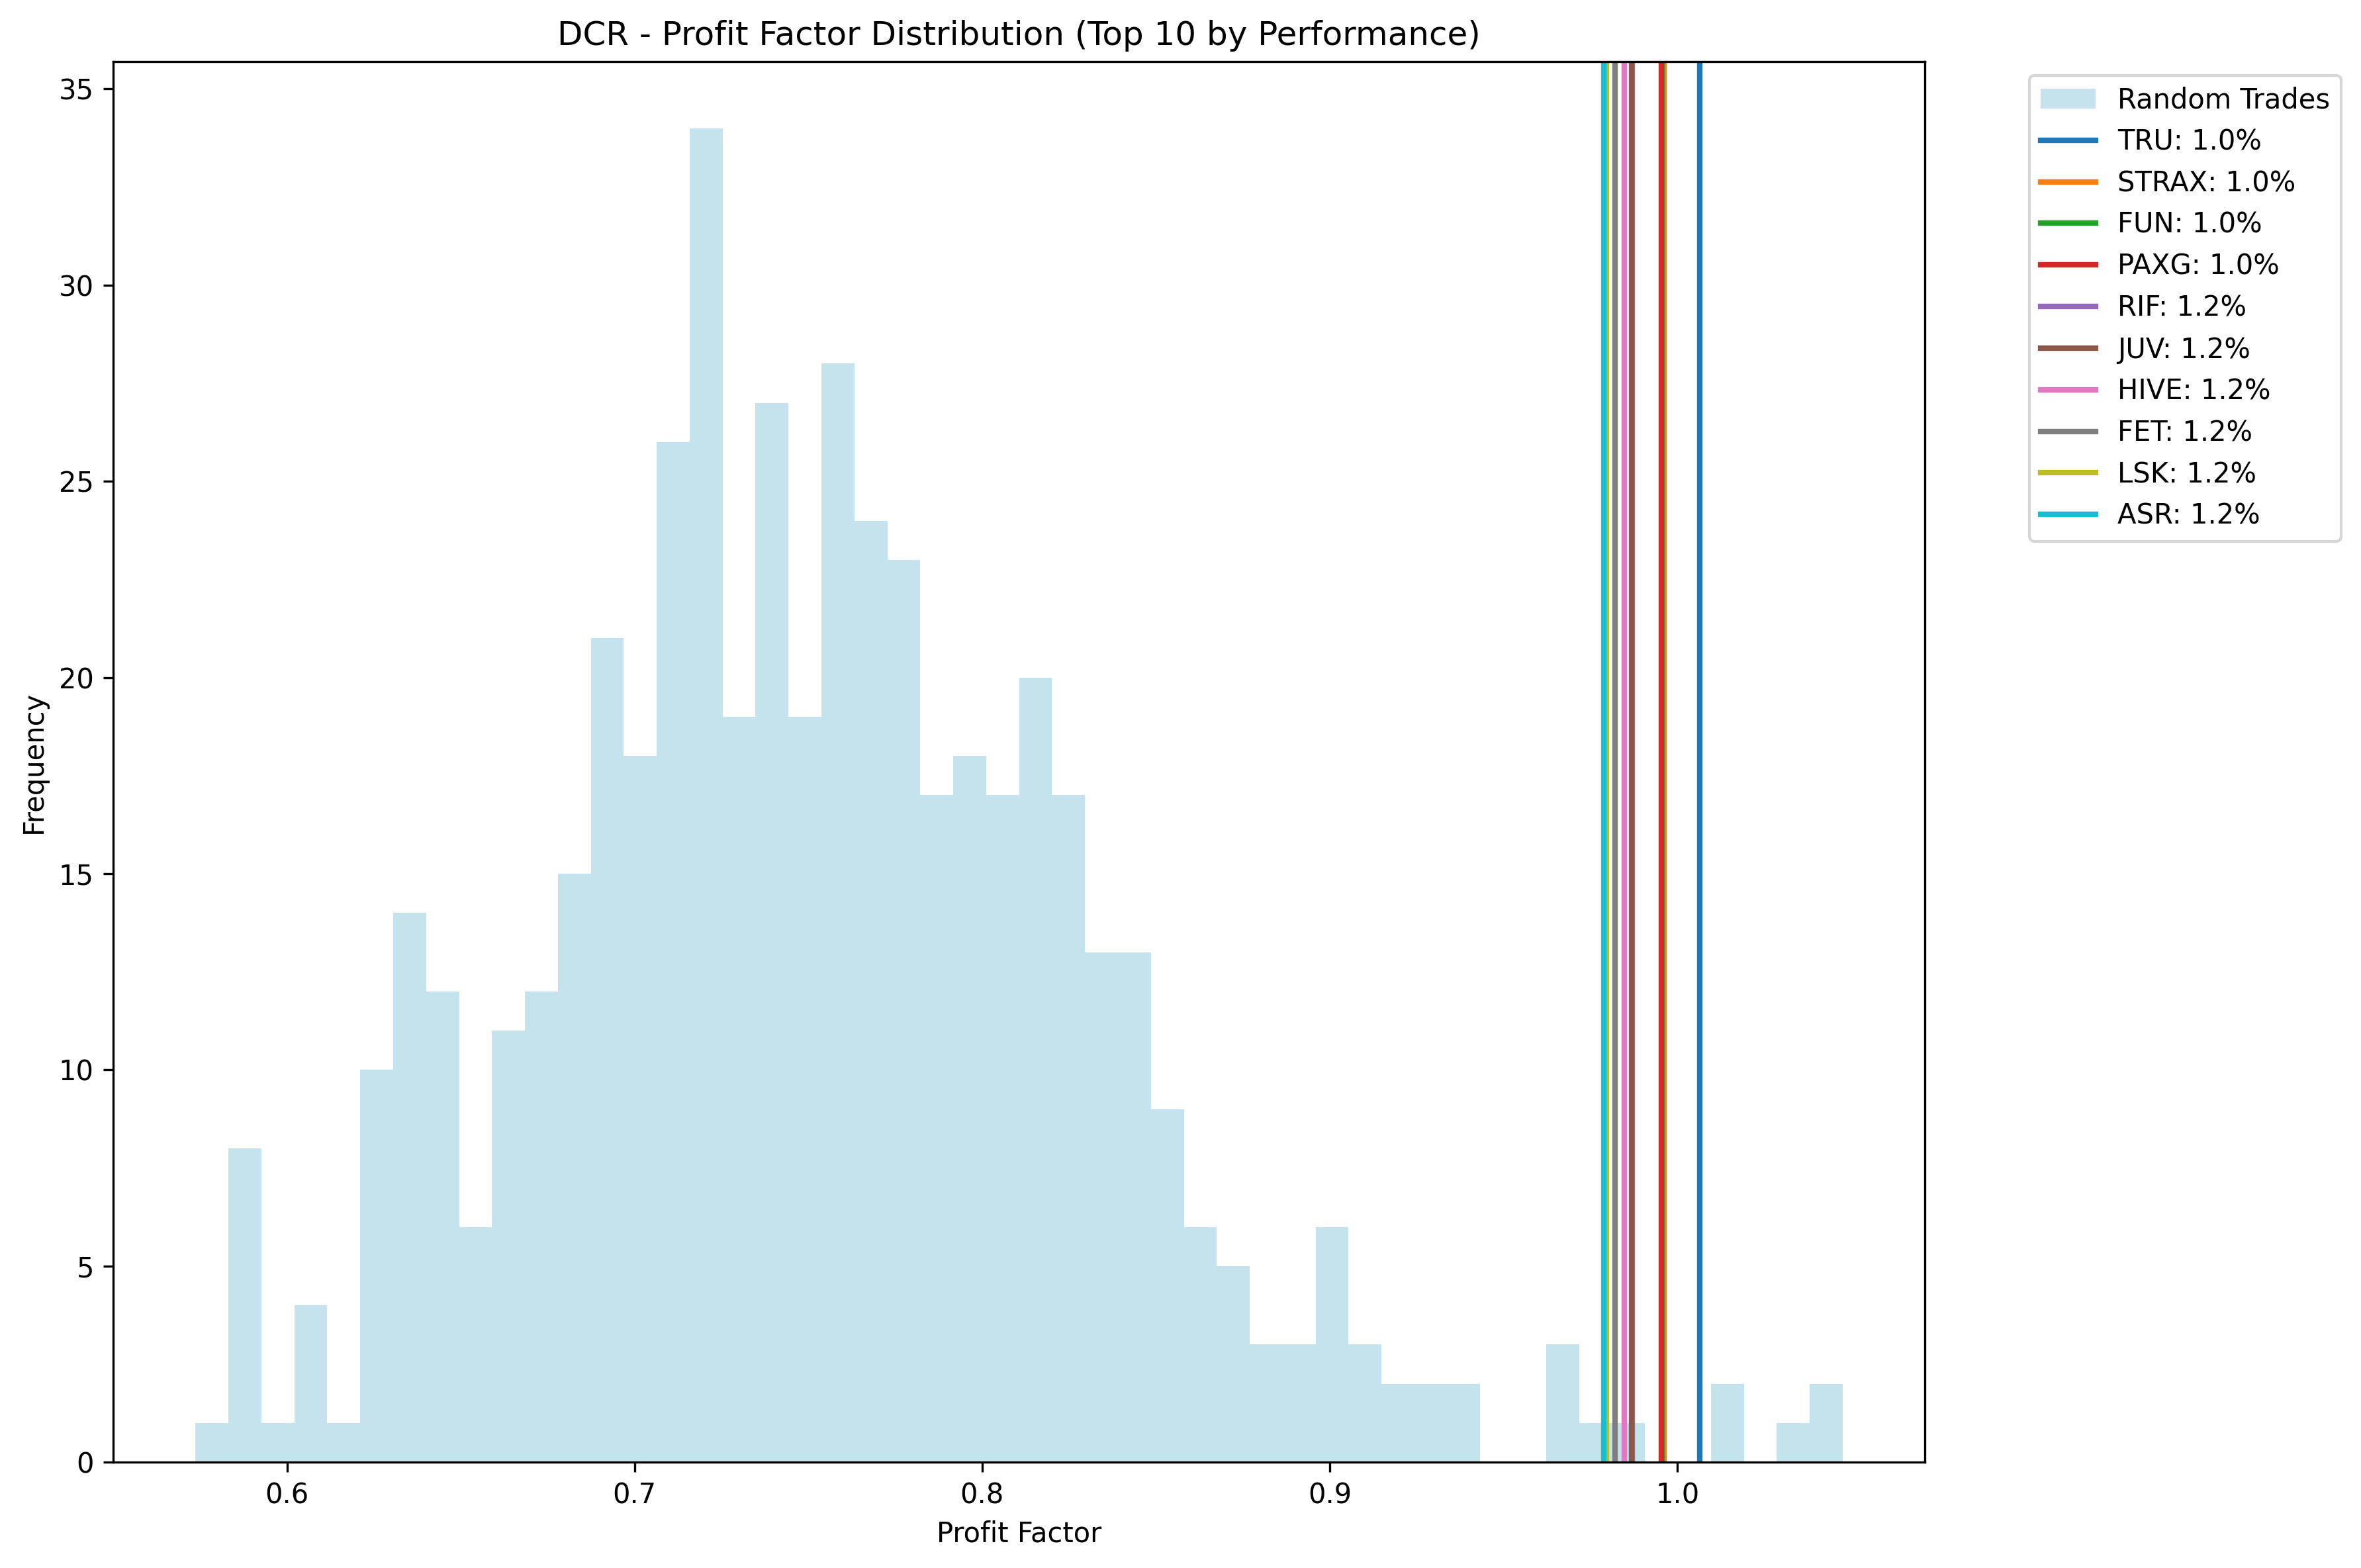 DCR - Profit Factor Distribution (Top 10 by Performance)
35
30
25
20
15
10
5
0
Frequency
0.6
0.7
0.8
0.9
1.0
Profit Factor
Random Trades
TRU: 1.0%
STRAX: 1.0%
FUN: 1.0%
PAXG: 1.0%
RIF: 1.2%
JUV: 1.2%
HIVE: 1.2%
FET: 1.2%
LSK: 1.2%
ASR: 1.2%